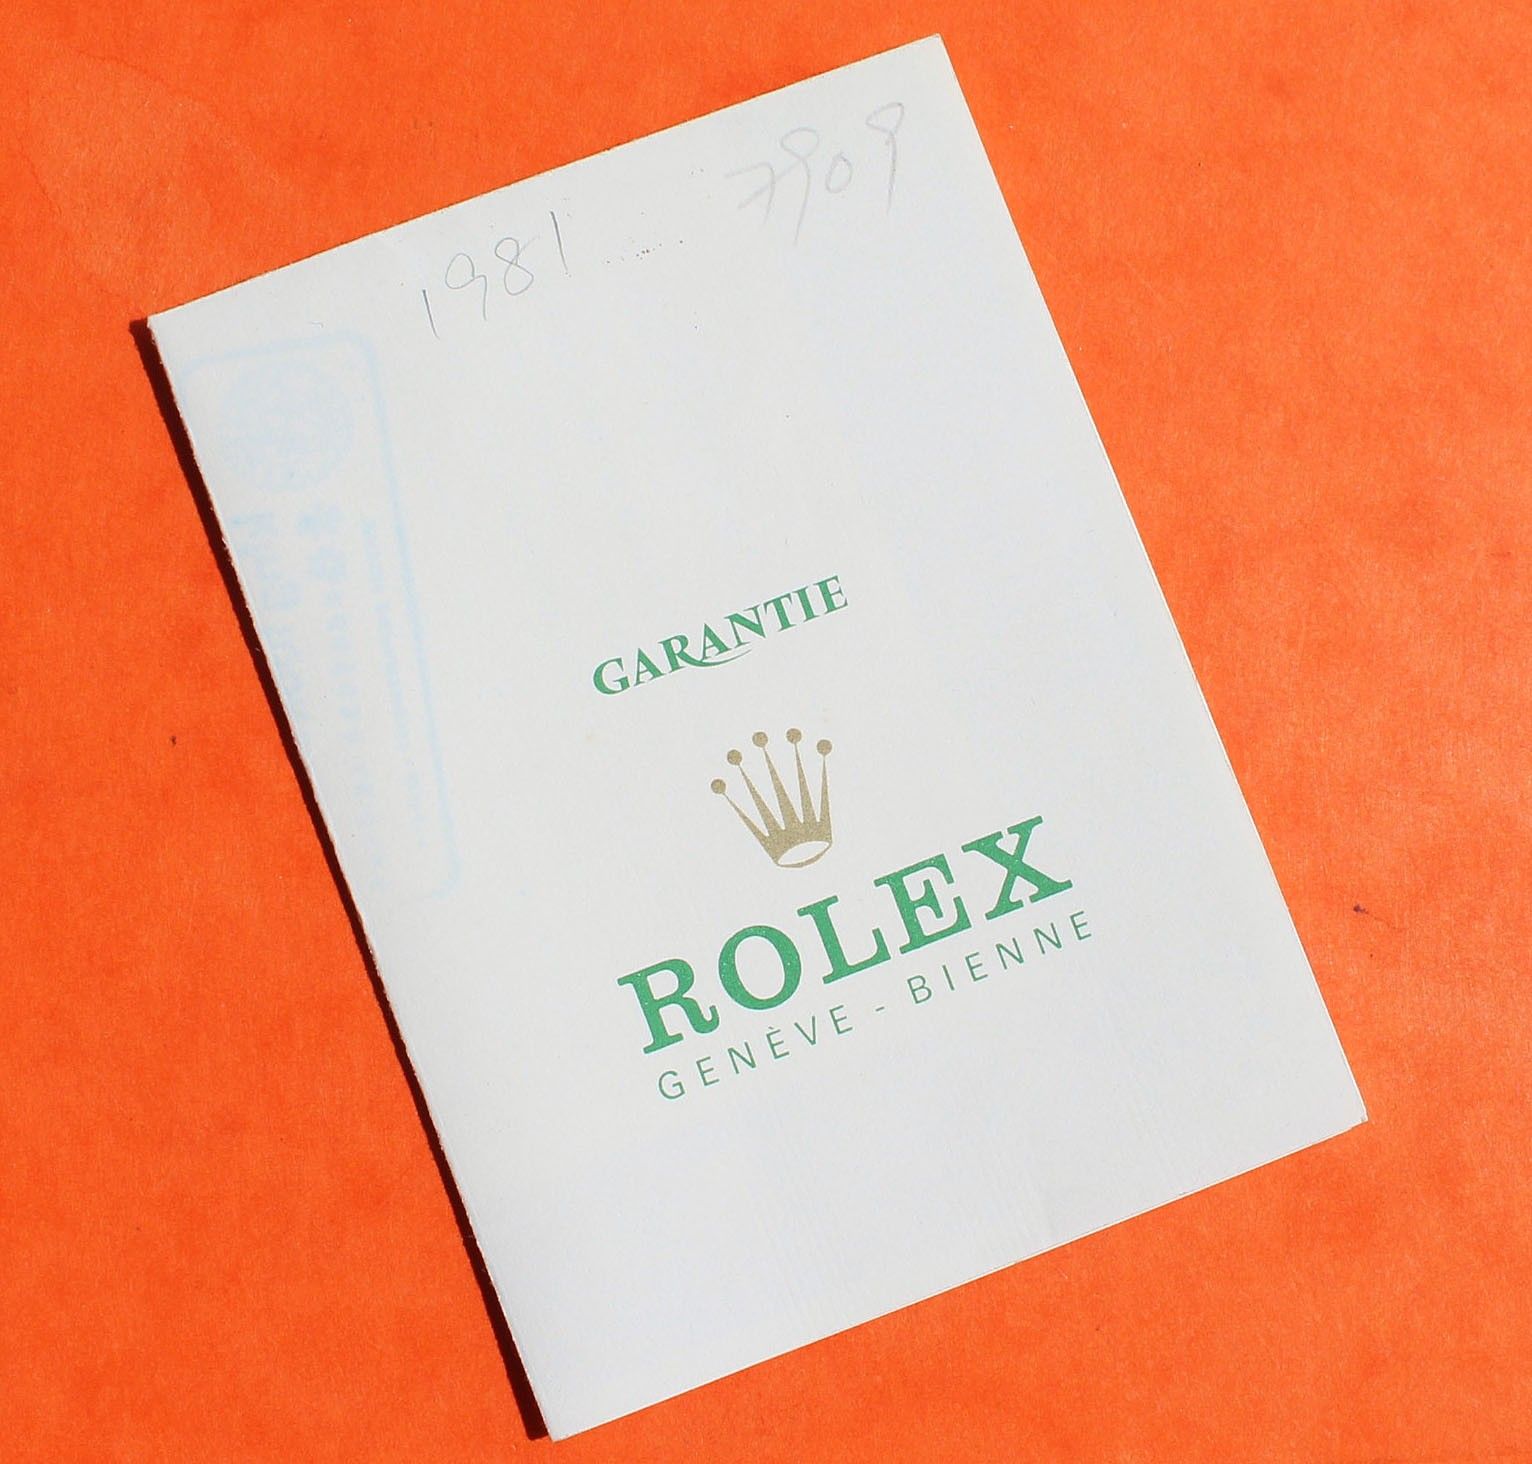 1981 7909
GARANTIE
ROLEX
GENÈVE - BIENNE